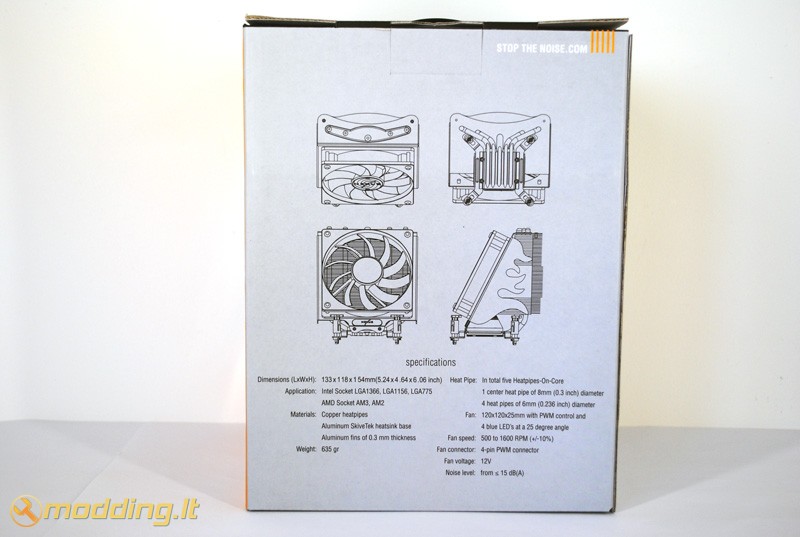 STOP THE NOISE.COM
specifications
Dimensions (LxWxH): 133 x 118 x 154mm(5.24 x 4.64 x 6.06 inch)
Application: Intel Socket LGA1366, LGA1156, LGA775
AMD Socket AM3, AM2
Materials: Copper heatpipes
Aluminum SkiveTek heatsink base
Aluminum fins of 0.3 mm thickness
Weight: 635 gr
Heat Pipe: In total five Heatpipes-On-Core
1 center heat pipe of 8mm (0.3 inch) diameter
4 heat pipes of 6mm (0.236 inch) diameter
Fan: 120x120x25mm with PWM control and
4 blue LED's at a 25 degree angle
Fan speed: 500 to 1600 RPM (+/-10%)
Fan connector: 4-pin PWM connector
Fan voltage: 12V
Noise level: from ≤ 15 dB(A)
modding.lt